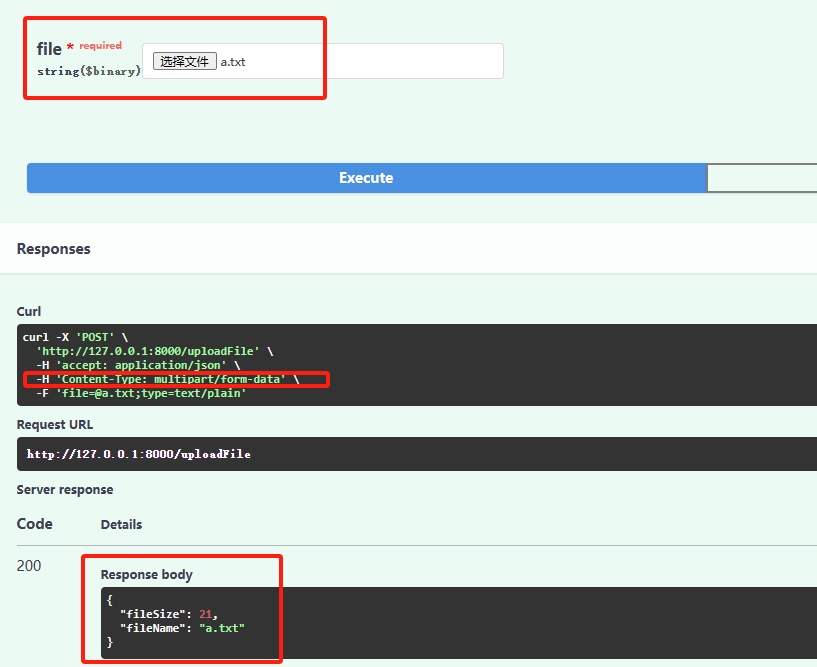 file * required
string($binary)
选择文件 a.txt
Execute
Responses
Curl
curl -X 'POST' \
'http://127.0.0.1:8000/uploadFile' \
-H 'accept: application/json' \
-H 'Content-Type: multipart/form-data' \
-F 'file=@a.txt;type=text/plain'
Request URL
http://127.0.0.1:8000/uploadFile
Server response
Code Details
200
Response body
{
"fileSize": 21,
"fileName": "a.txt"
}